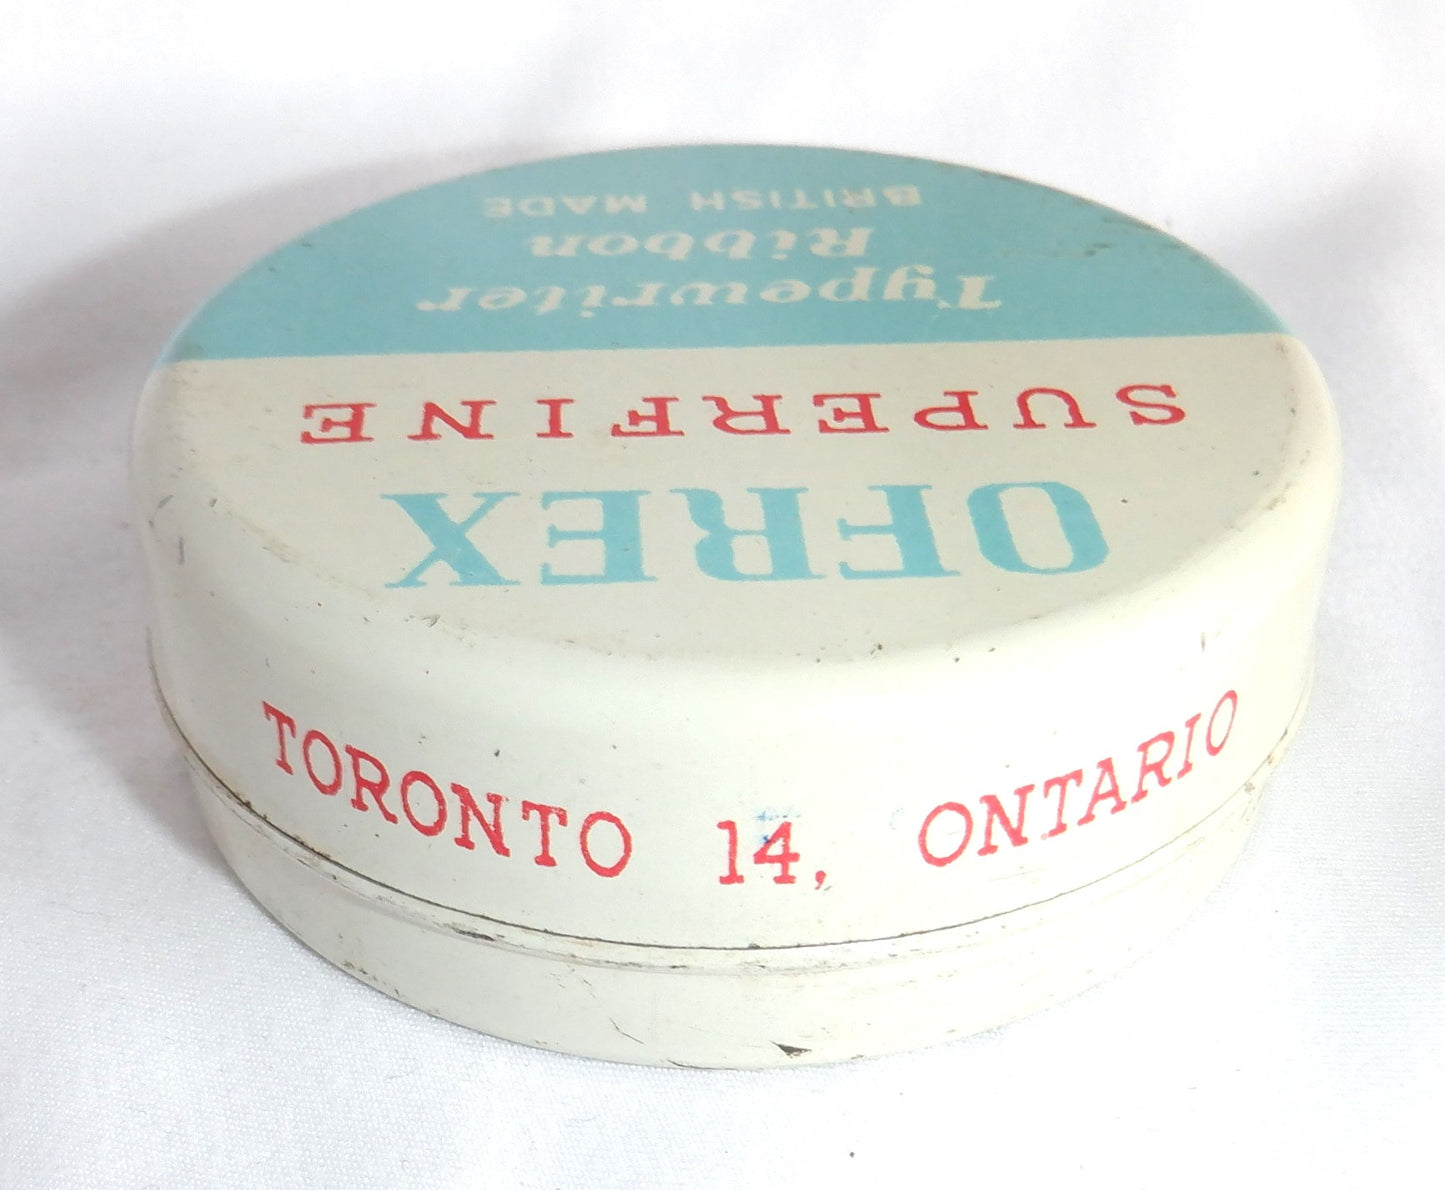 OFREX
SUPERFINE
Typewriter
Ribbon
BRITISH MADE
TORONTO 14, ONTARIO